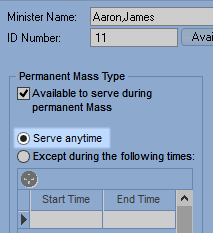 Minister Name: Aaron,James
ID Number: 11 Avai
Permanent Mass Type
Available to serve during
permanent Mass
Serve anytime
Except during the following times:
Start Time End Time